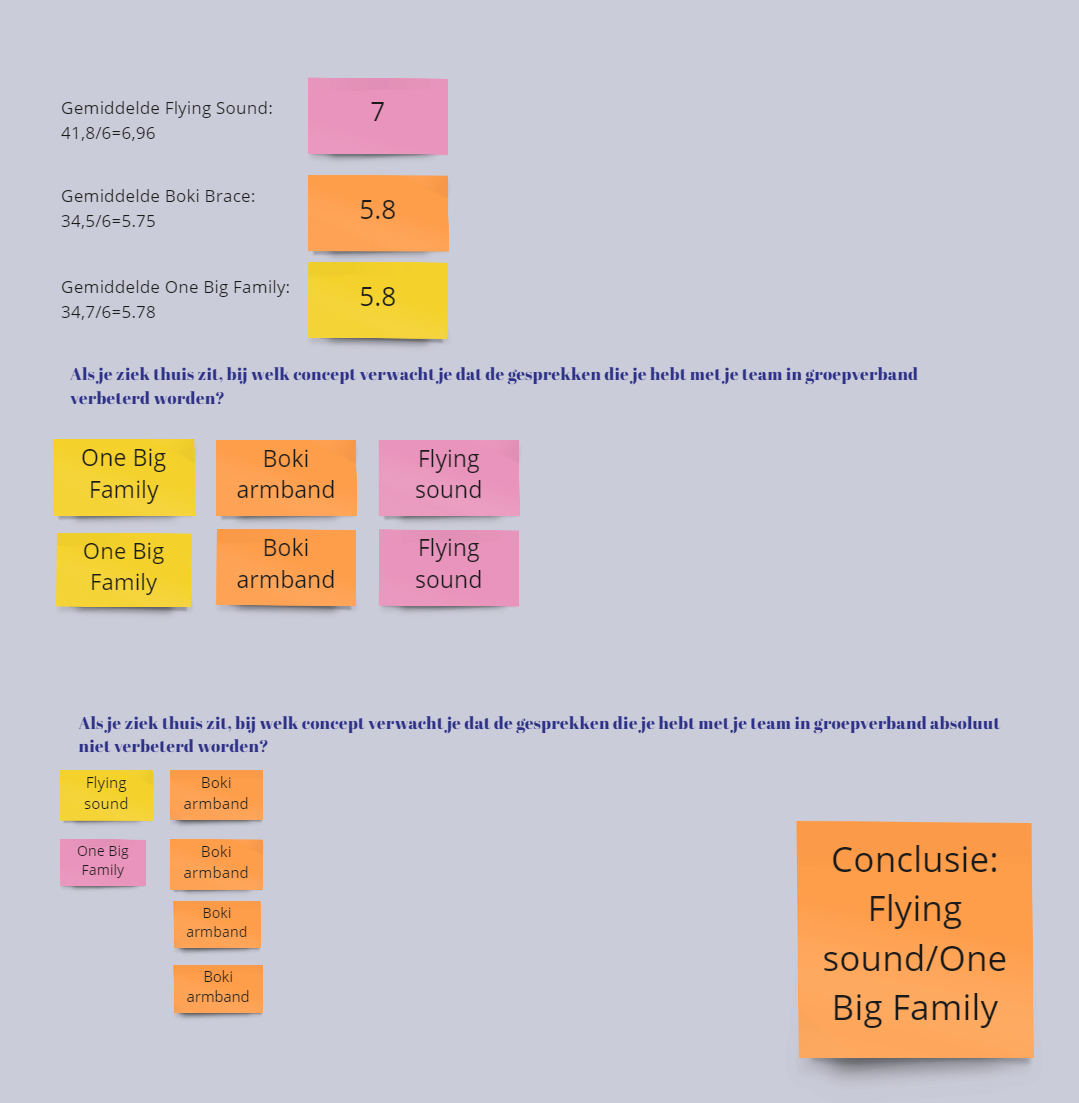 Gemiddelde Flying Sound:
41,8/6=6,96
7
Gemiddelde Boki Brace:
34,5/6=5.75
5.8
Gemiddelde One Big Family:
34,7/6=5.78
5.8
Als je ziek thuis zit, bij welk concept verwacht je dat de gesprekken die je hebt met je team in groepverband
verbeterd worden?
One Big
Family
Boki
armband
Flying
sound
One Big
Family
Boki
armband
Flying
sound
Als je ziek thuis zit, bij welk concept verwacht je dat de gesprekken die je hebt met je team in groepverband absoluut
niet verbeterd worden?
Flying
sound
Boki
armband
One Big
Family
Boki
armband
Boki
armband
Boki
armband
Conclusie:
Flying
sound/One
Big Family